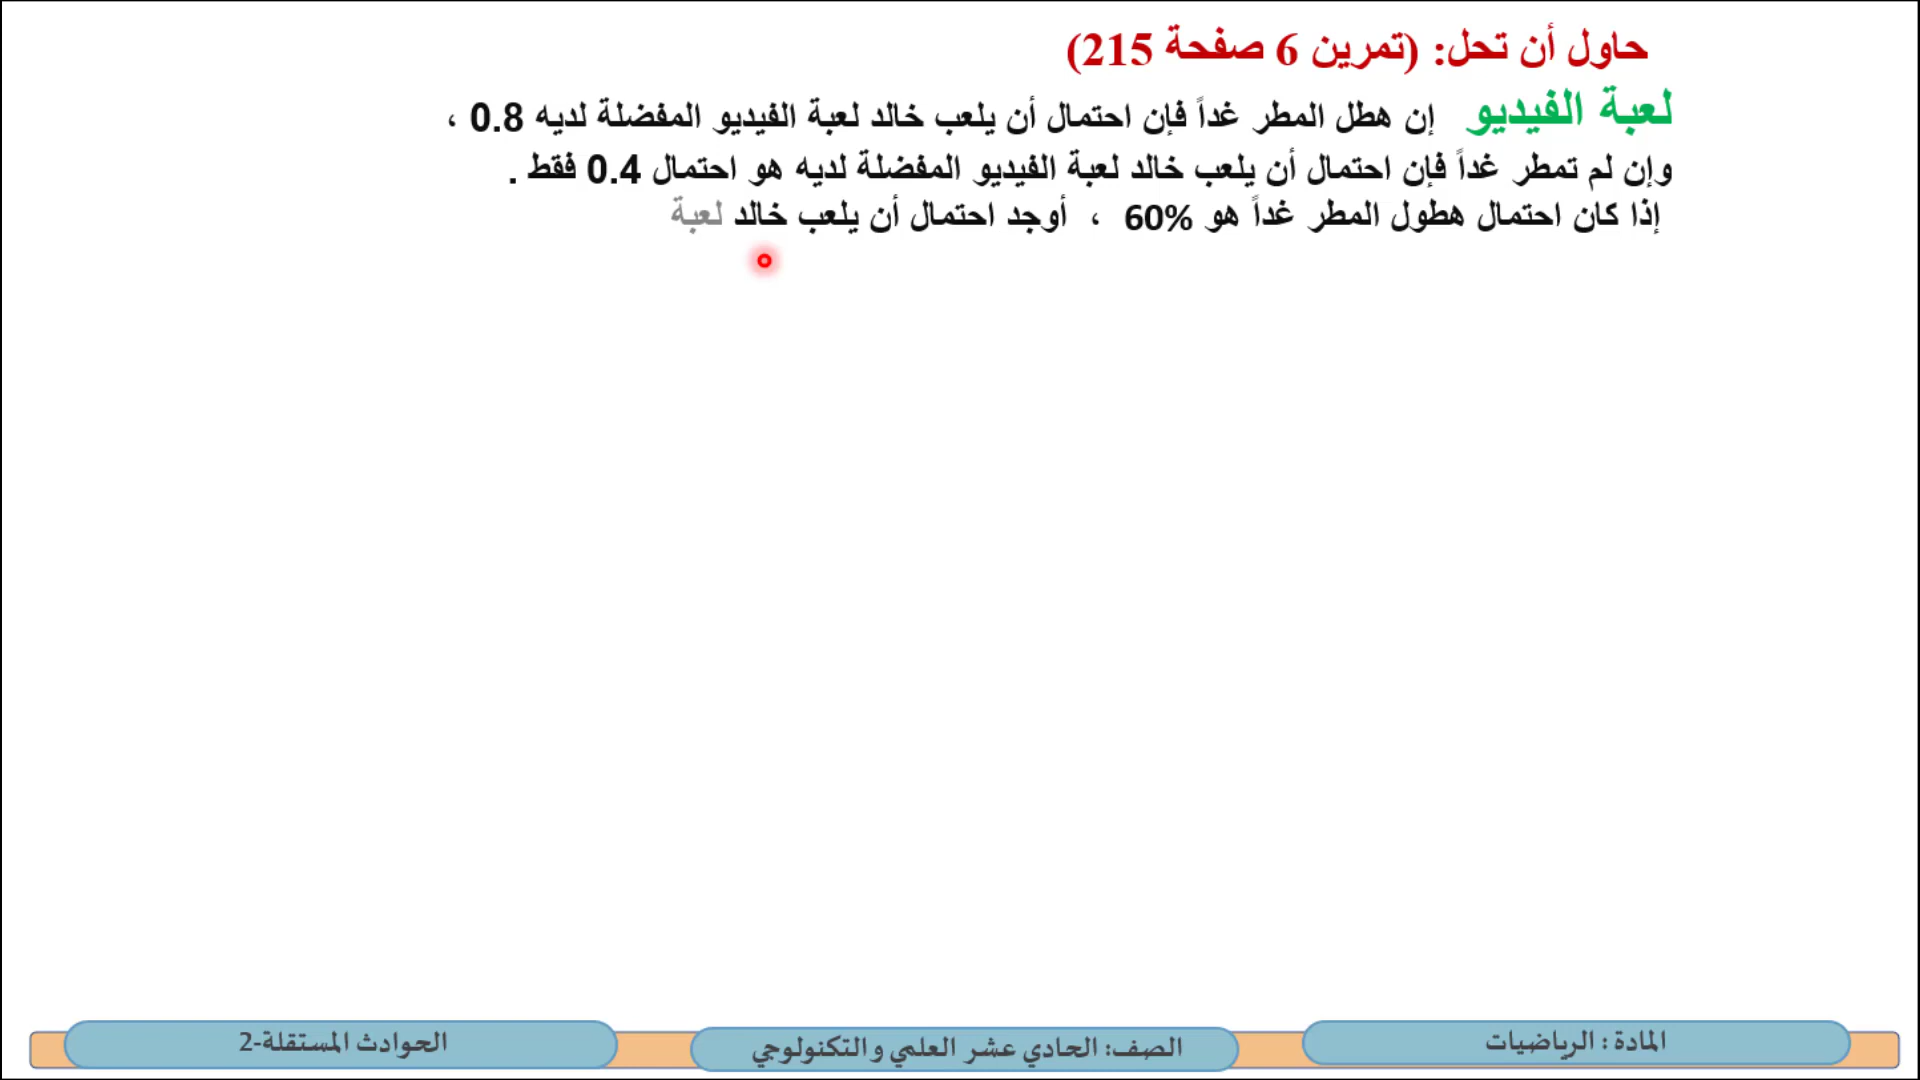 حاول أن تحل: (تمرين 6 صفحة 215)
لعبة الفيديو إن هطل المطر غداً فإن احتمال أن يلعب خالد لعبة الفيديو المفضلة لديه 0.8 ،
وإن لم تمطر غداً فإن احتمال أن يلعب خالد لعبة الفيديو المفضلة لديه هو احتمال 0.4 فقط .
إذا كان احتمال هطول المطر غداً هو 60% ، أوجد احتمال أن يلعب خالد لعبة
المادة : الرياضيات
الصف: الحادي عشر العلمي والتكنولوجي
الحوادث المستقلة-2